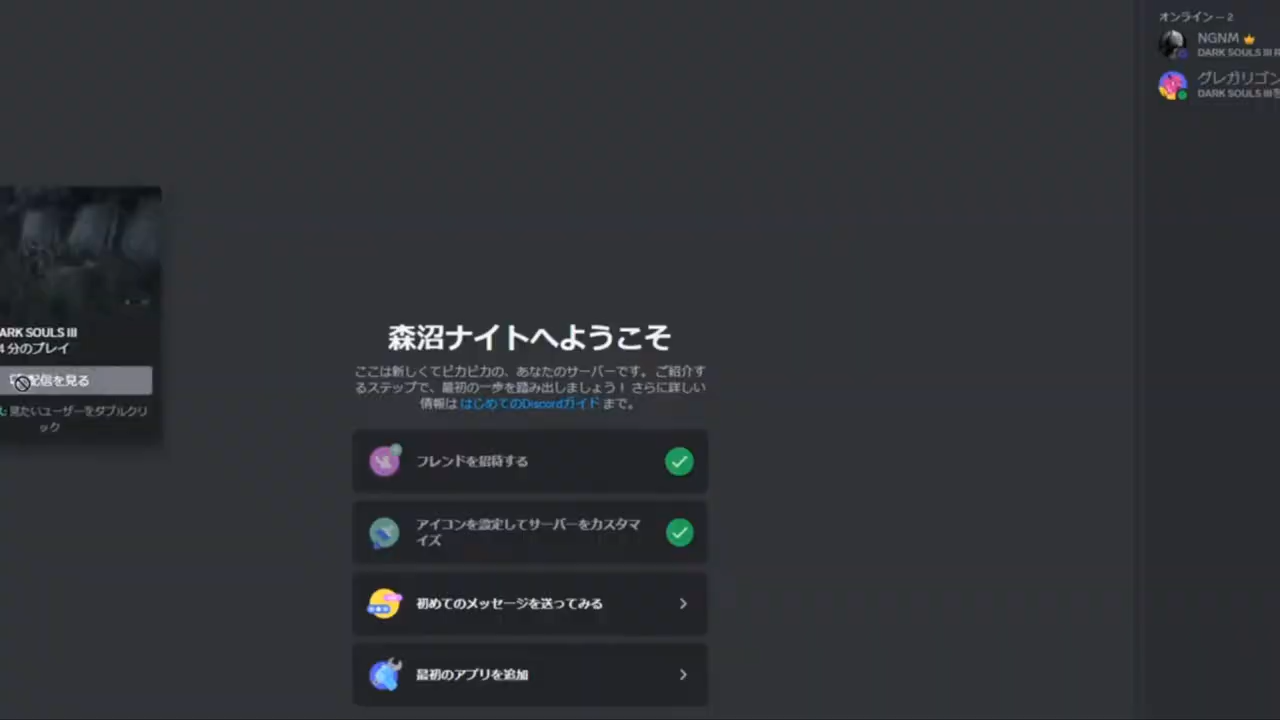 オンライン－2
NGNM
DARK SOULS III
グレガリゴン
DARK SOULS IIIを
ARK SOULS III
4 分のプレイ
配信を見る
見たいユーザーをダブルクリ
ック
森沼ナイトへようこそ
ここは新しくてピカピカの、あなたのサーバーです。ご紹介す
るステップで、最初の一歩を踏み出しましょう！ さらに詳しい
情報は はじめてのDiscordガイド まで。
フレンドを招待する
アイコンを設定してサーバーをカスタマ
イズ
初めてのメッセージを送ってみる
最初のアプリを追加